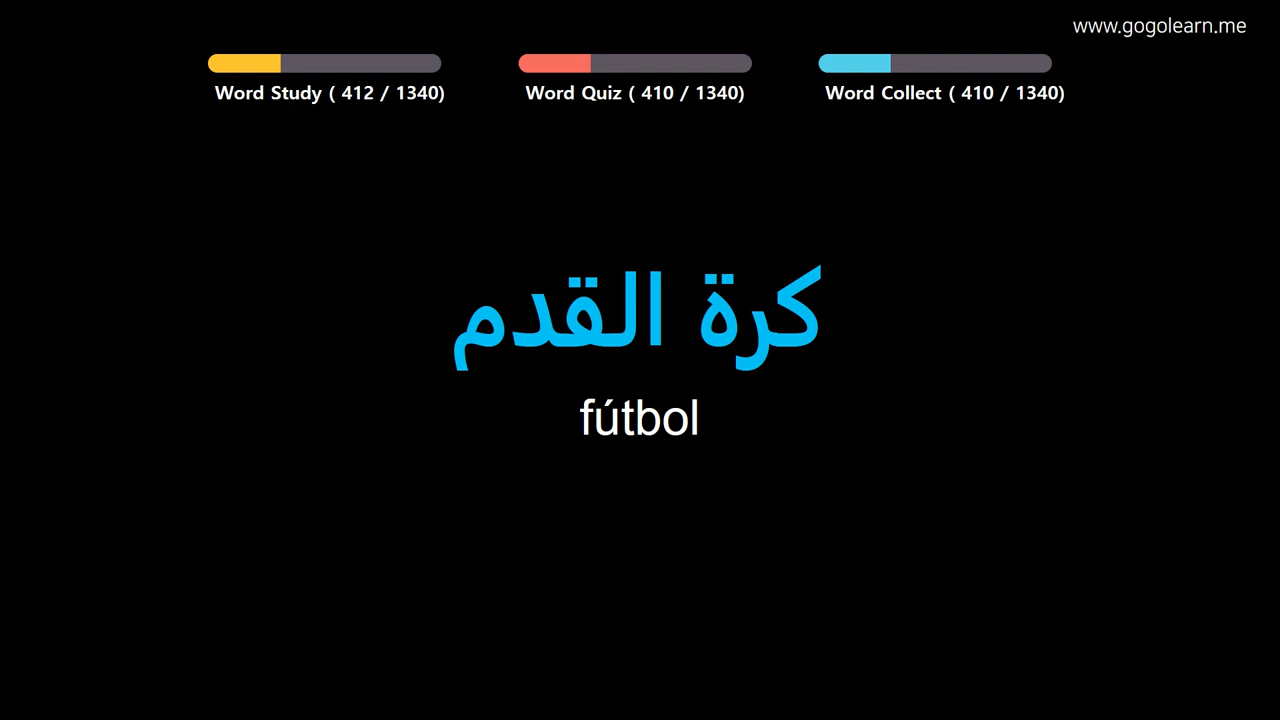 www.gogolearn.me
Word Study ( 412 / 1340)
Word Quiz ( 410 / 1340)
Word Collect ( 410 / 1340)
كرة القدم
fútbol